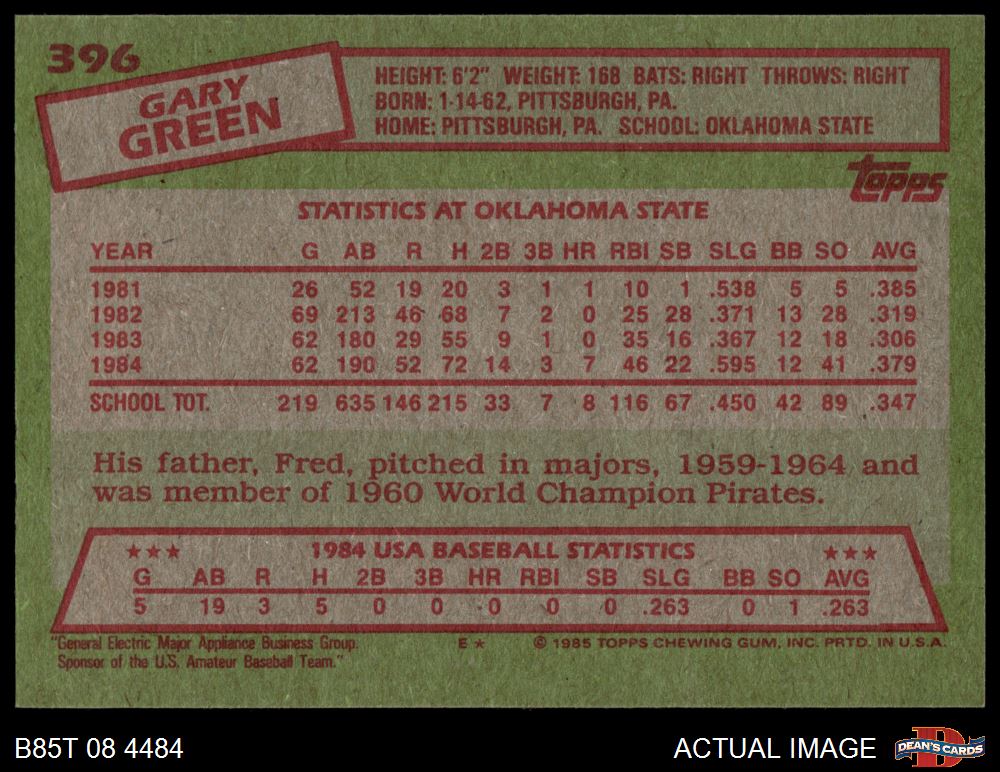 396
GARY
GREEN
HEIGHT: 6'2" WEIGHT: 168 BATS: RIGHT THROWS: RIGHT
BORN: 1-14-62, PITTSBURGH, PA.
HOME: PITTSBURGH, PA. SCHOOL: OKLAHOMA STATE
topps
STATISTICS AT OKLAHOMA STATE
YEAR G AB R H 2B 3B HR RBI SB SLG BB SO AVG
1981 26 52 19 20 3 1 1 10 1 .538 5 5 .385
1982 69 213 46 68 7 2 0 25 28 .371 13 28 .319
1983 62 180 29 55 9 1 0 35 16 .367 12 18 .306
1984 62 190 52 72 14 3 7 46 22 .595 12 41 .379
SCHOOL TOT. 219 635 146 215 33 7 8 116 67 .450 42 89 .347
His father, Fred, pitched in majors, 1959-1964 and
was member of 1960 World Champion Pirates.
★★★ 1984 USA BASEBALL STATISTICS ★★★
G AB R H 2B 3B HR RBI SB SLG BB SO AVG
5 19 3 5 0 0 0 0 0 .263 0 1 .263
"General Electric Major Appliance Business Group. E★ © 1985 TOPPS CHEWING GUM, INC. PRTD. IN U.S.A.
Sponsor of the U.S. Amateur Baseball Team."
B85T 08 4484 ACTUAL IMAGE D DEAN'S CARDS